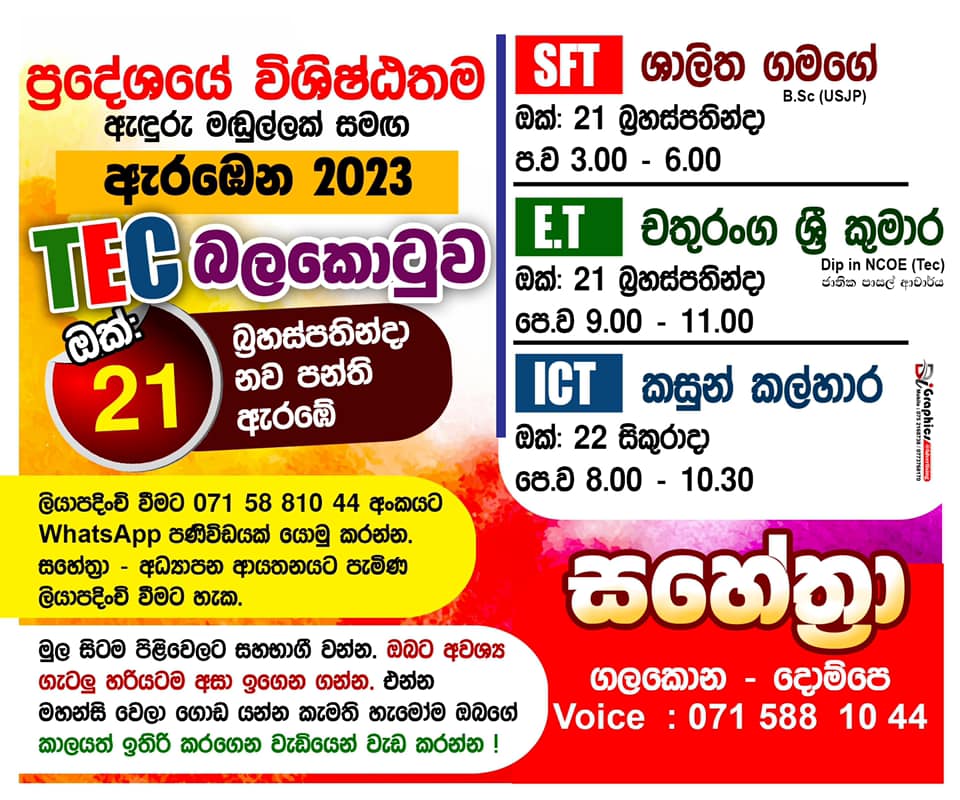 ප්‍රදේශයේ විශිෂ්ඨතම
ඇඳුරු මඬුල්ලක් සමඟ
ඇරඹෙන 2023
TEC බලකොටුව
ඔක්:
21
බ්‍රහස්පතින්දා
නව පන්ති
ඇරඹේ
ලියාපදිංචි වීමට 071 58 810 44 අංකයට
WhatsApp පණිවිඩයක් යොමු කරන්න.
සහේත්‍රා - අධ්‍යාපන ආයතනයට පැමිණ
ලියාපදිංචි වීමට හැක.
මුල සිටම පිළිවෙලට සහභාගී වන්න. ඔබට අවශ්‍ය
ගැටලු හරියටම අසා ඉගෙන ගන්න. එන්න
මහන්සි වෙලා ගොඩ යන්න කැමති හැමෝම ඔබගේ
කාලයත් ඉතිරි කරගෙන වැඩියෙන් වැඩ කරන්න !
SFT ශාලිත ගමගේ
B.Sc (USJP)
ඔක්: 21 බ්‍රහස්පතින්දා
ප.ව 3.00 - 6.00
E.T චතුරංග ශ්‍රී කුමාර
Dip in NCOE (Tec)
ජාතික පාසල් ආචාර්ය
ඔක්: 21 බ්‍රහස්පතින්දා
පෙ.ව 9.00 - 11.00
ICT කසුන් කල්හාර
ඔක්: 22 සිකුරාදා
පෙ.ව 8.00 - 10.30
Graphics
සහේත්‍රා
ගලකොන - දොම්පෙ
Voice : 071 588 10 44